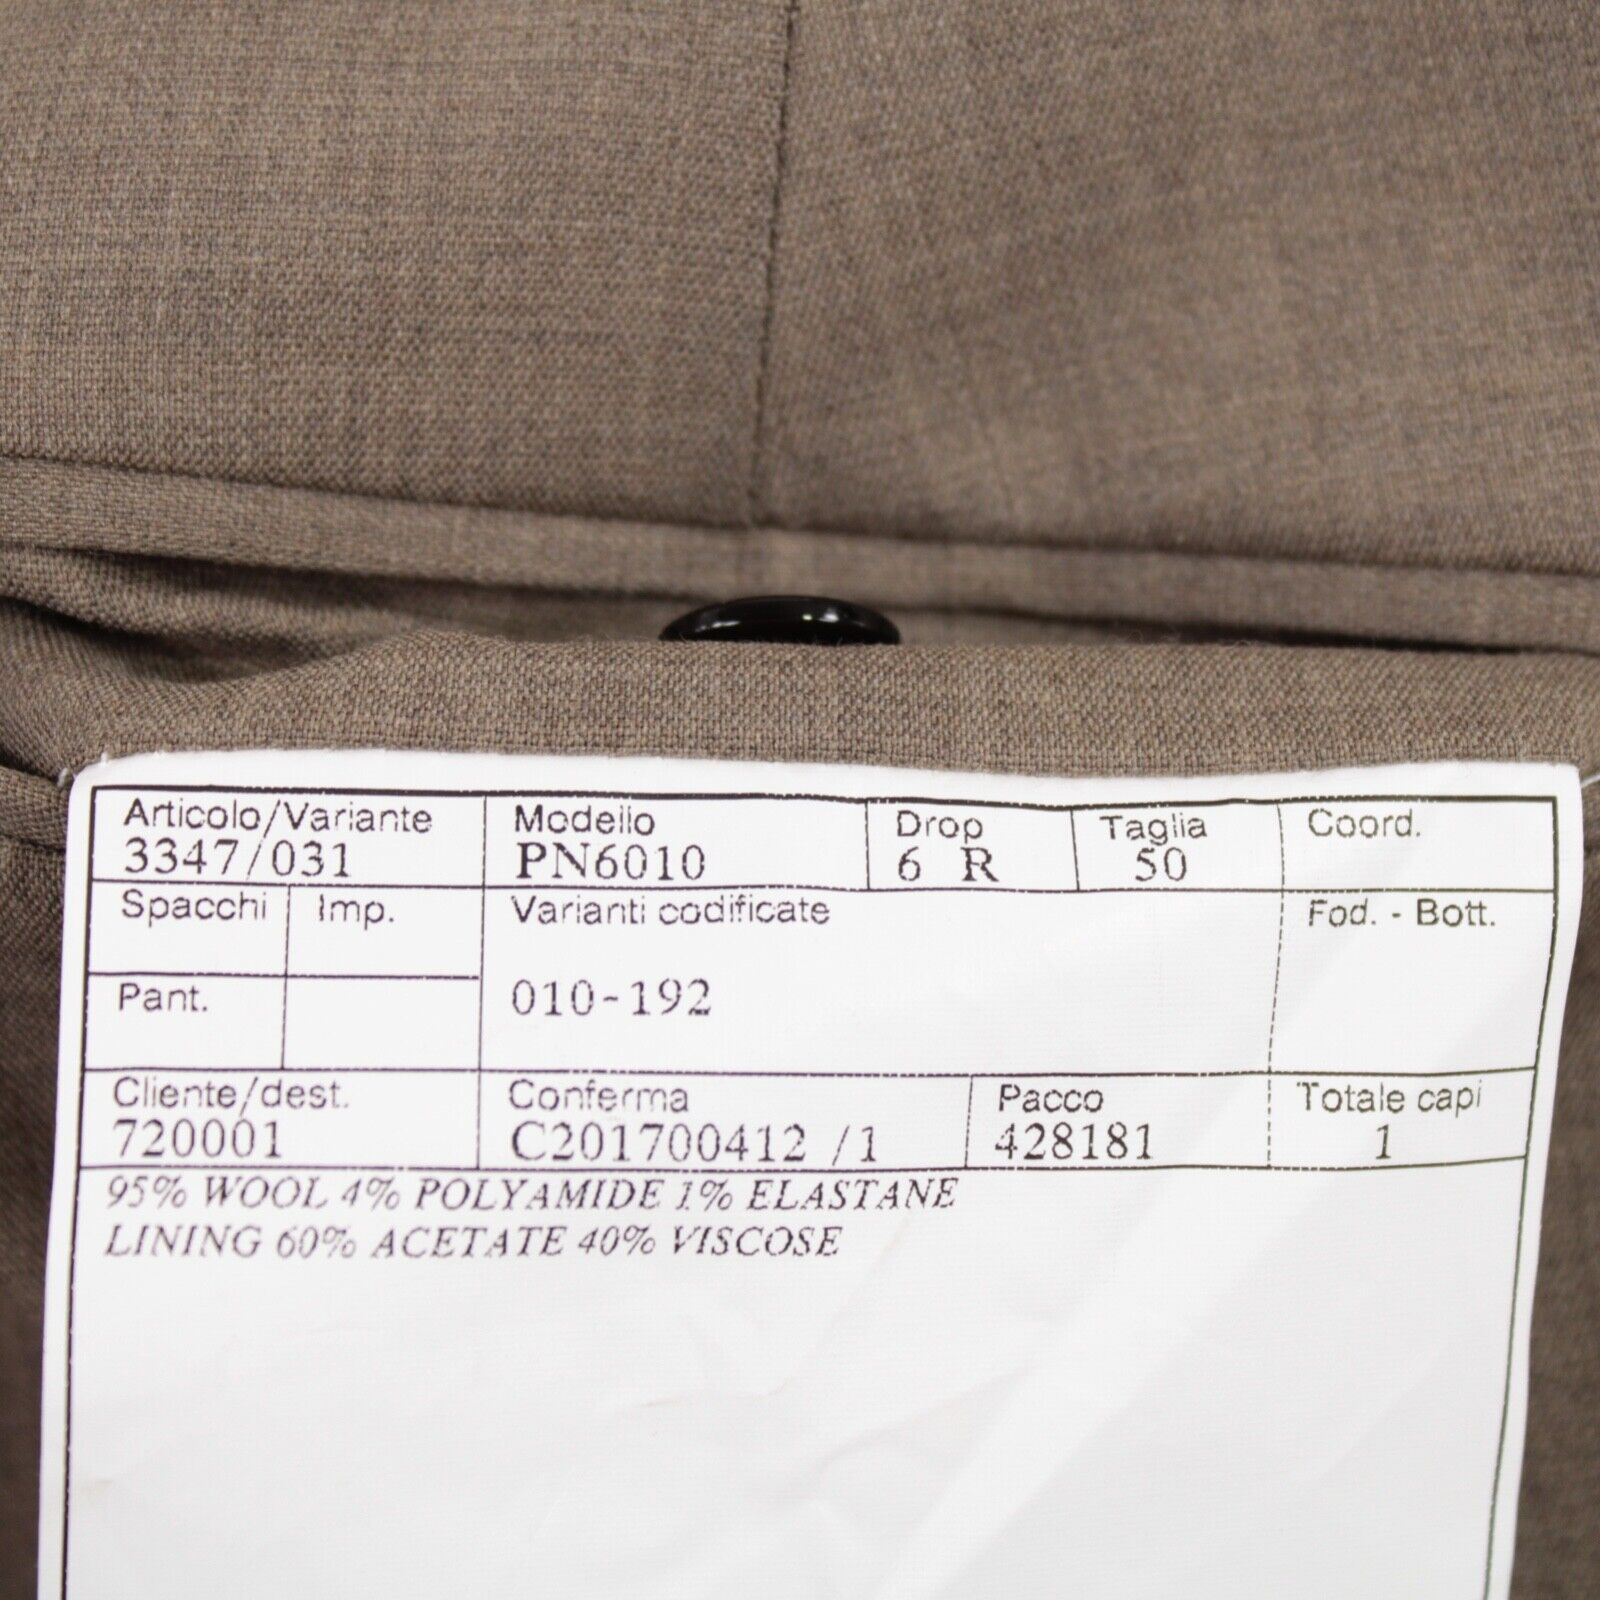 Articolo/Variante Modello Drop Taglia Coord.
3347/031 PN6010 6 R 50
Spacchi Imp. Varianti codificate Fod. - Bott.
Pant. 010-192
Cliente/dest. Conferma Pacco Totale capi
720001 C201700412 /1 428181 1
95% WOOL 4% POLYAMIDE 1% ELASTANE
LINING 60% ACETATE 40% VISCOSE